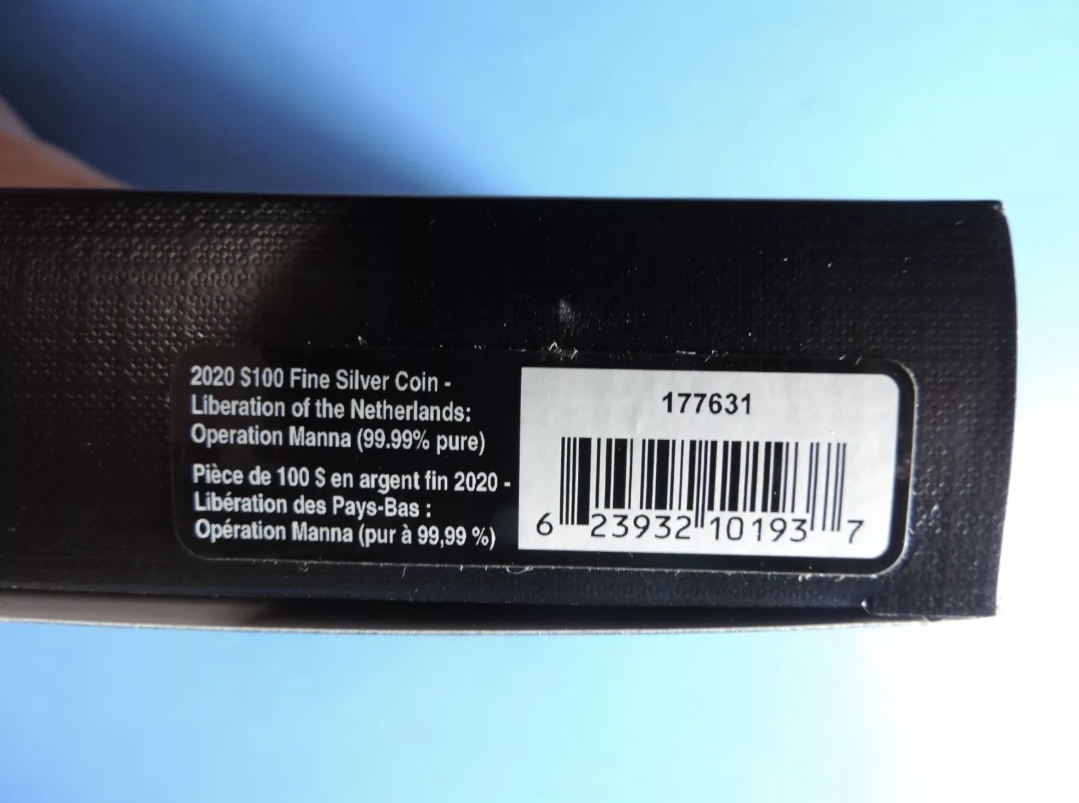 2020 $100 Fine Silver Coin -
Liberation of the Netherlands:
Operation Manna (99.99% pure)
Pièce de 100 $ en argent fin 2020 -
Libération des Pays-Bas :
Opération Manna (pur à 99,99 %)
177631
6 23932 10193 7